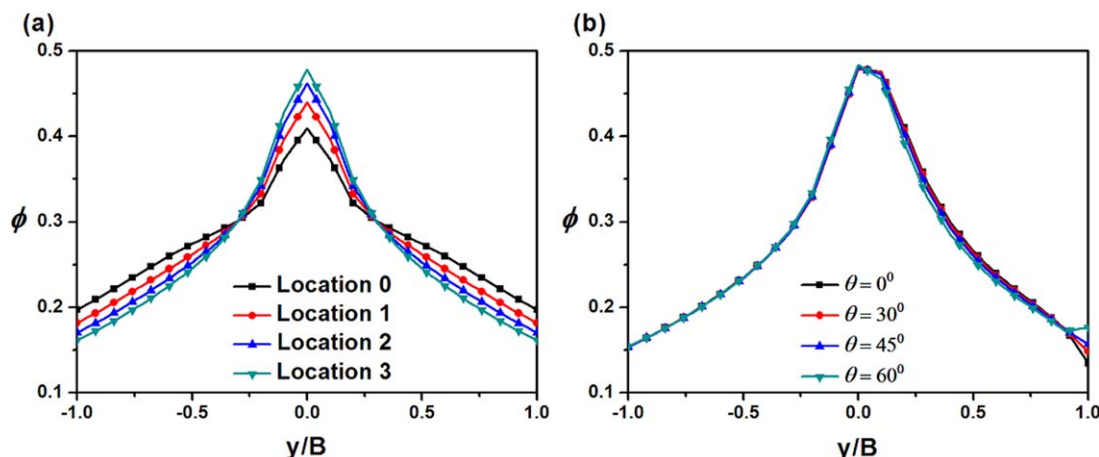 (a)
0.5
0.4
0.3
0.2
0.1
ϕ
Location 0
Location 1
Location 2
Location 3
-1.0 -0.5 0.0 0.5 1.0
y/B
(b)
0.5
0.4
0.3
0.2
0.1
ϕ
θ = 0⁰
θ = 30⁰
θ = 45⁰
θ = 60⁰
-1.0 -0.5 0.0 0.5 1.0
y/B